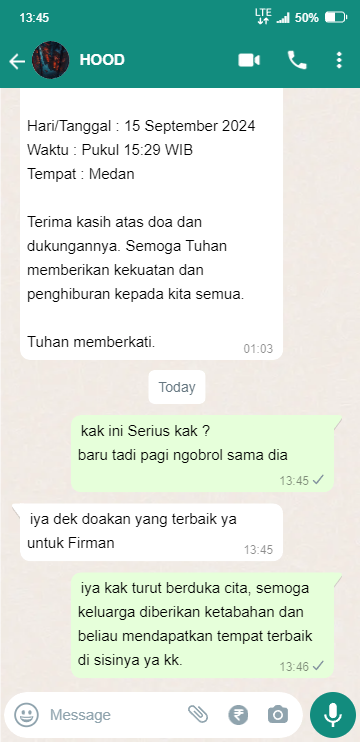 13:45
LTE
50%
HOOD
Hari/Tanggal : 15 September 2024
Waktu : Pukul 15:29 WIB
Tempat : Medan
Terima kasih atas doa dan
dukungannya. Semoga Tuhan
memberikan kekuatan dan
penghiburan kepada kita semua.
Tuhan memberkati.
01:03
Today
kak ini Serius kak ?
baru tadi pagi ngobrol sama dia
13:45
iya dek doakan yang terbaik ya
untuk Firman
13:45
iya kak turut berduka cita, semoga
keluarga diberikan ketabahan dan
beliau mendapatkan tempat terbaik
di sisinya ya kk.
13:46
Message